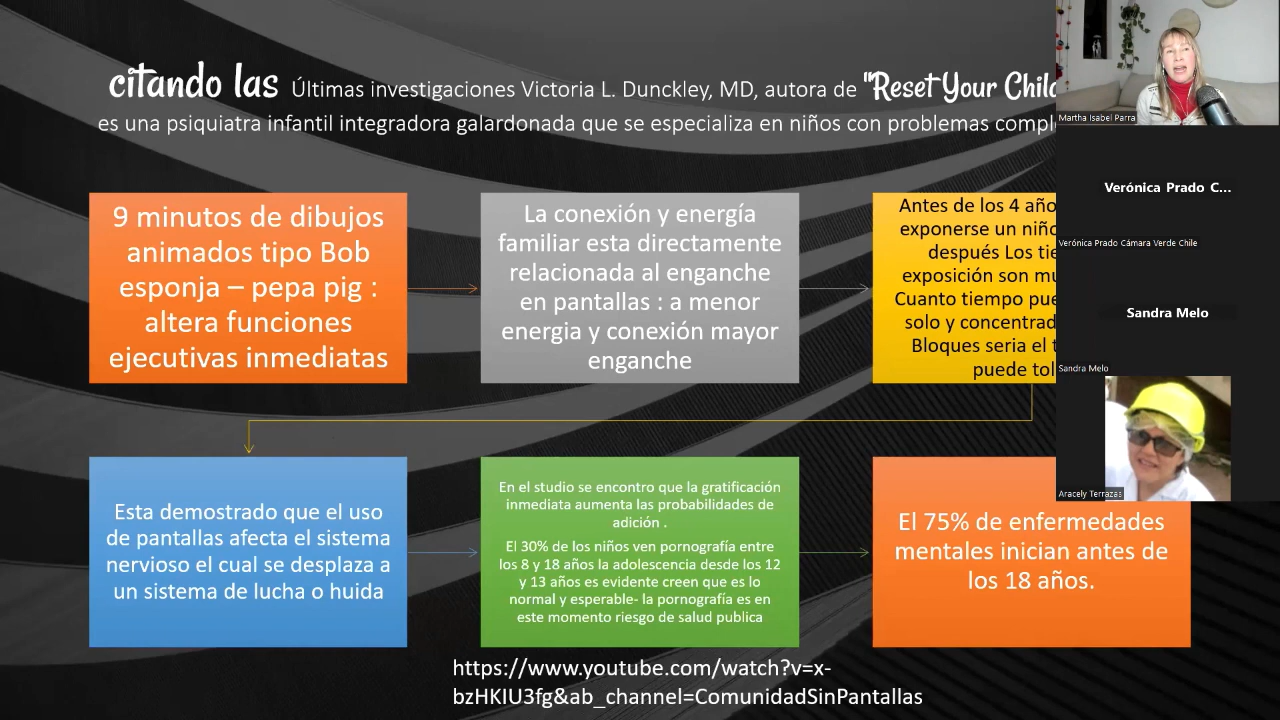 citando las Últimas investigaciones Victoria L. Dunckley, MD, autora de "Reset Your Chilc
es una psiquiatra infantil integradora galardonada que se especializa en niños con problemas comple
9 minutos de dibujos
animados tipo Bob
esponja – pepa pig :
altera funciones
ejecutivas inmediatas
La conexión y energía
familiar esta directamente
relacionada al enganche
en pantallas : a menor
energia y conexión mayor
enganche
Antes de los 4 año
exponerse un niño
después Los tie
exposición son mu
Cuanto tiempo pue
solo y concentrad
Bloques seria el t
puede tol
Esta demostrado que el uso
de pantallas afecta el sistema
nervioso el cual se desplaza a
un sistema de lucha o huida
En el studio se encontro que la gratificación
inmediata aumenta las probabilidades de
adición .
El 30% de los niños ven pornografía entre
los 8 y 18 años la adolescencia desde los 12
y 13 años es evidente creen que es lo
normal y esperable- la pornografía es en
este momento riesgo de salud publica
El 75% de enfermedades
mentales inician antes de
los 18 años.
https://www.youtube.com/watch?v=x-
bzHKIU3fg&ab_channel=ComunidadSinPantallas
Martha Isabel Parra
Verónica Prado C...
Verónica Prado Cámara Verde Chile
Sandra Melo
Sandra Melo
Aracely Terrazas